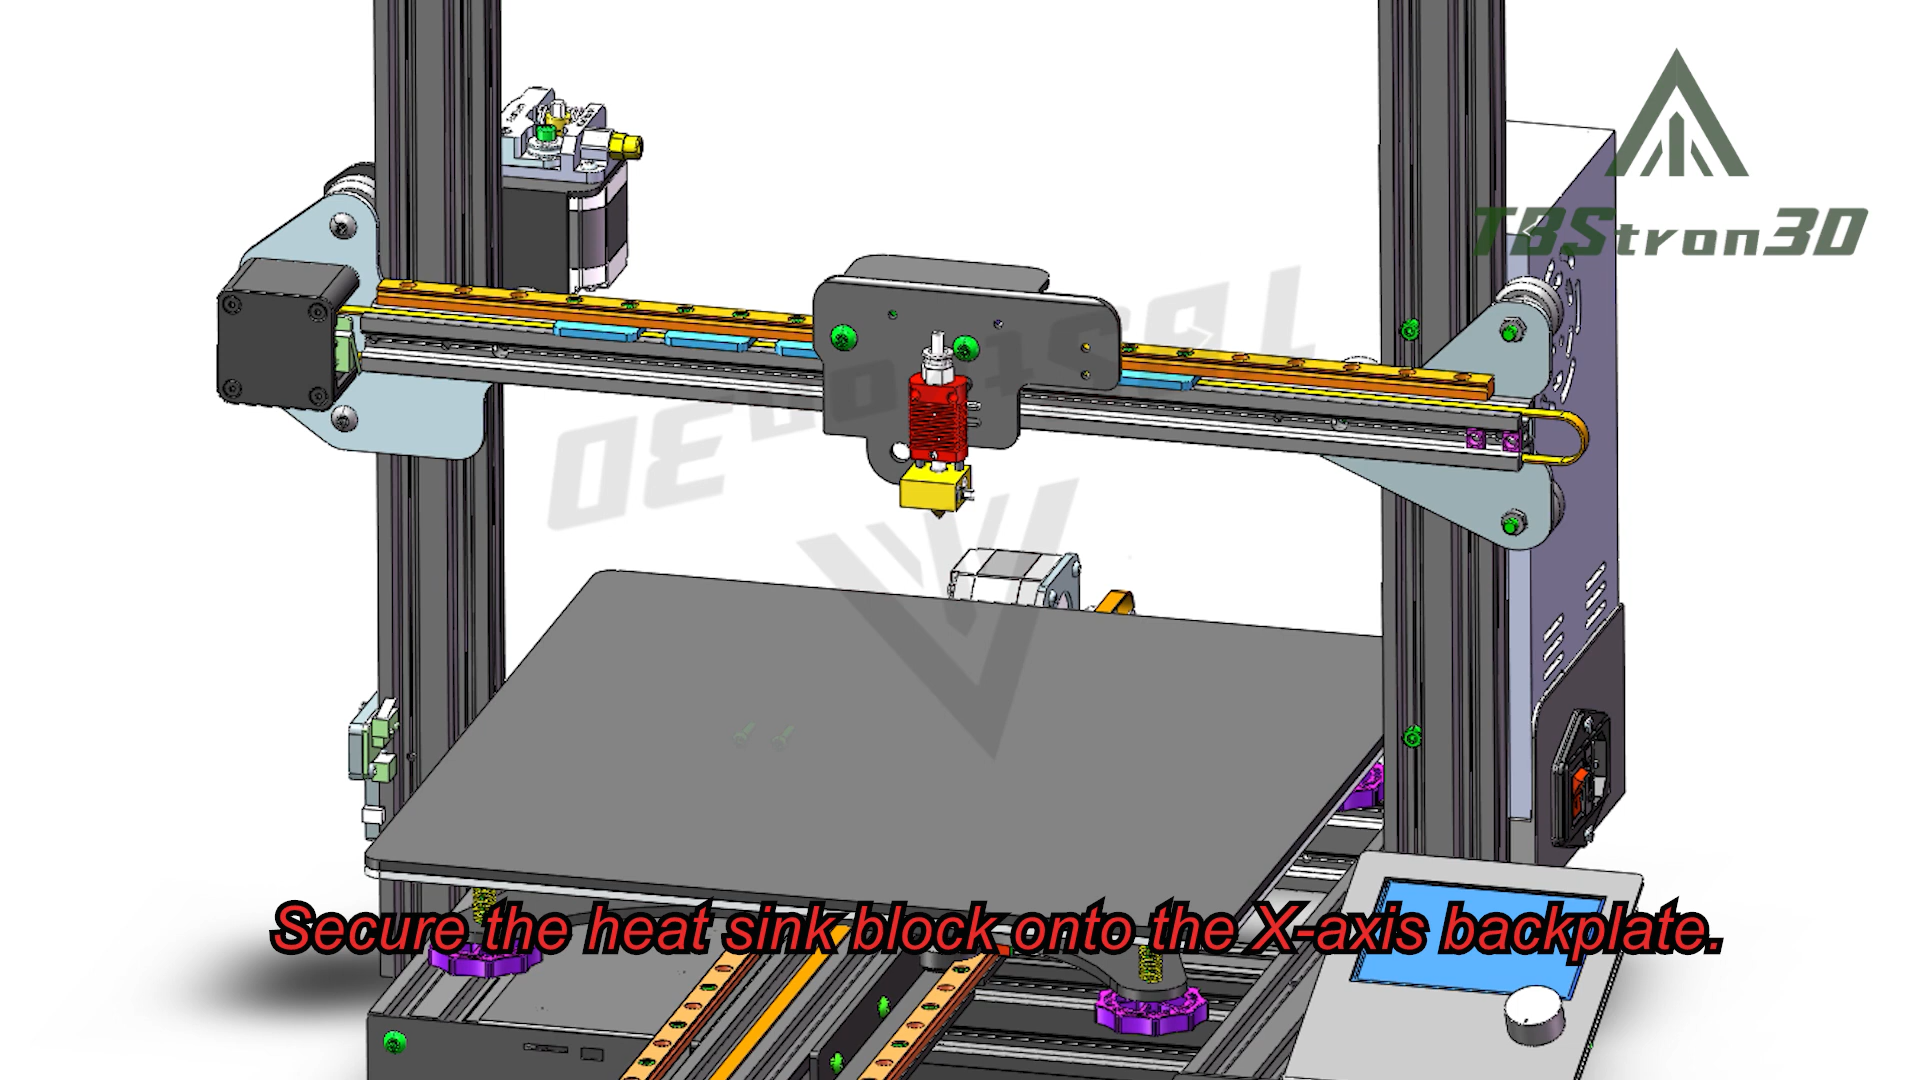 TBStron3D
Secure the heat sink block onto the X-axis backplate.